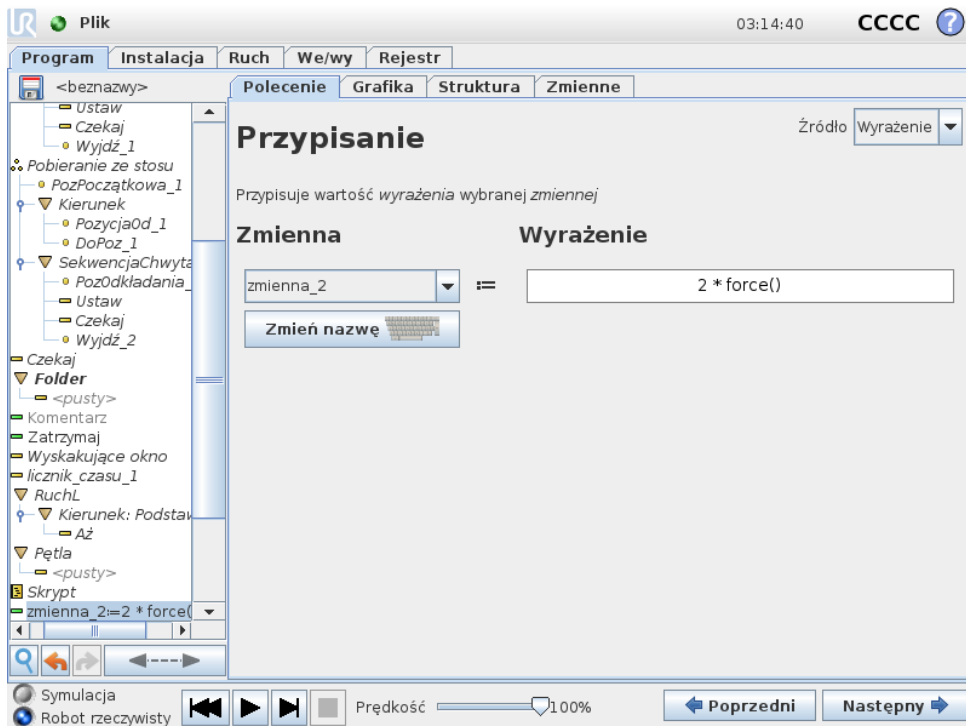 UR Plik 03:14:40 CCCC ?
Program Instalacja Ruch We/wy Rejestr
<beznazwy>
Polecenie Grafika Struktura Zmienne
Ustaw
Czekaj
Wyjdź_1
Pobieranie ze stosu
PozPoczątkowa_1
Kierunek
PozycjaOd_1
DoPoz_1
SekwencjaChwyta
PozOdkładania_
Ustaw
Czekaj
Wyjdź_2
Czekaj
Folder
<pusty>
Komentarz
Zatrzymaj
Wyskakujące okno
licznik_czasu_1
RuchL
Kierunek: Podstaw
Aż
Pętla
<pusty>
Skrypt
zmienna_2:=2 * force(
Przypisanie
Źródło Wyrażenie
Przypisuje wartość wyrażenia wybranej zmiennej
Zmienna Wyrażenie
zmienna_2 := 2 * force()
Zmień nazwę
Symulacja
Robot rzeczywisty
Prędkość 100%
Poprzedni Następny